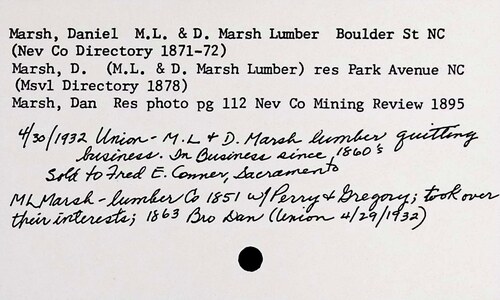 Marsh, Daniel M.L. & D. Marsh Lumber Boulder St NC
(Nev Co Directory 1871-72)
Marsh, D. (M.L. & D. Marsh Lumber) res Park Avenue NC
(Msvl Directory 1878)
Marsh, Dan Res photo pg 112 Nev Co Mining Review 1895
4/30/1932 Union - M.L & D. Marsh lumber quitting
business. In Business since 1860's
Sold to Fred E. Conner, Sacramento
ML Marsh - lumber Co 1851 w/ Perry & Gregory; took over
their interests; 1863 Bro Dan (Union 4/29/1932)